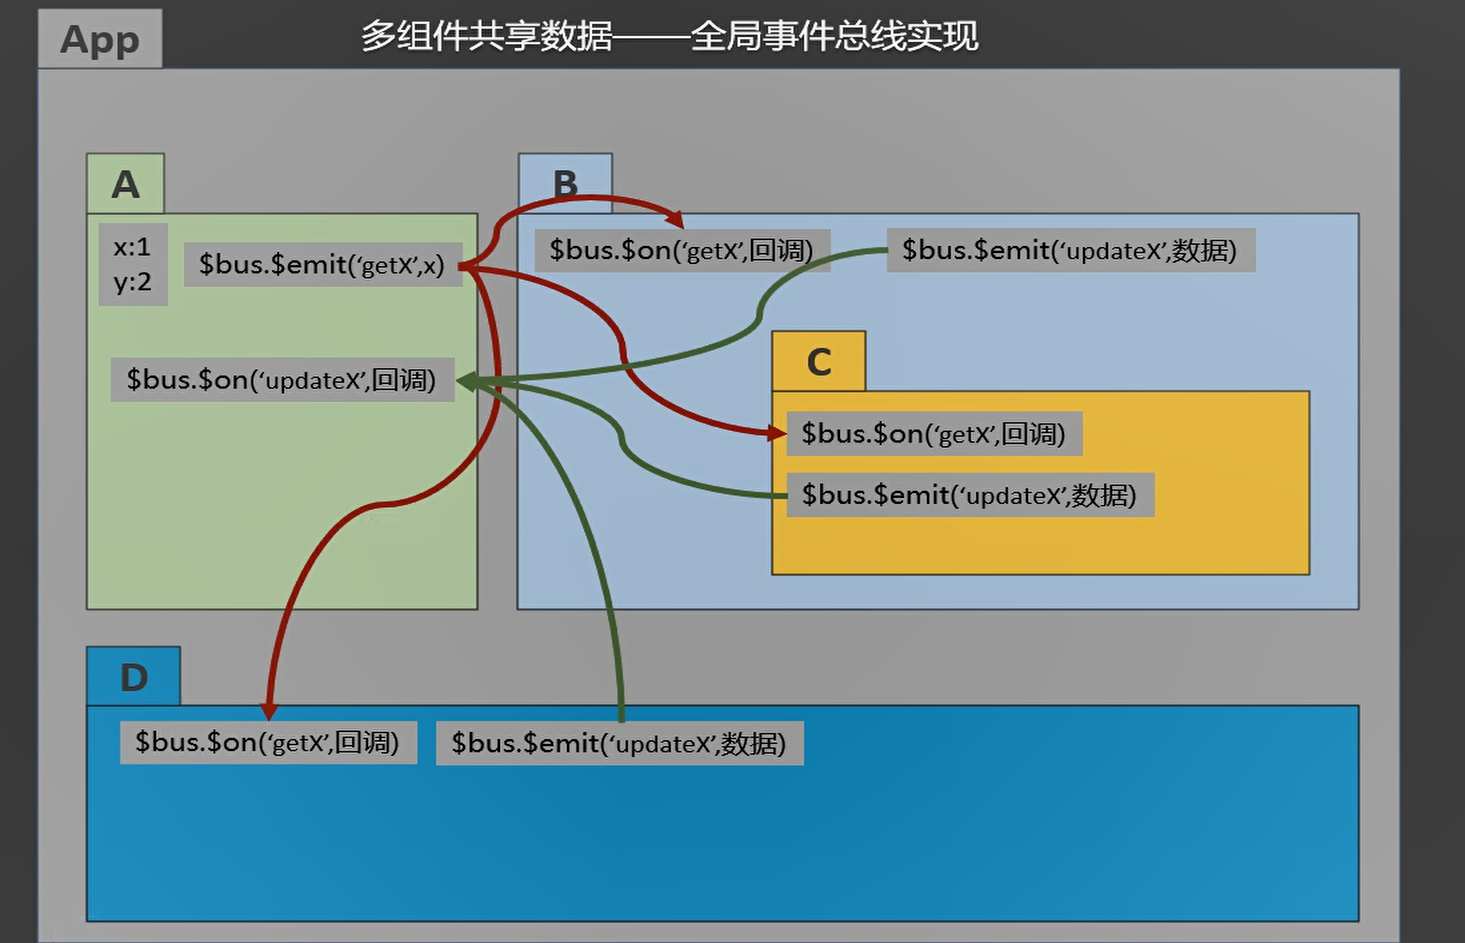 App
多组件共享数据——全局事件总线实现
A
x:1
y:2
$bus.$emit(‘getX’,x)
$bus.$on(‘updateX’,回调)
B
$bus.$on(‘getX’,回调)
$bus.$emit(‘updateX’,数据)
C
$bus.$on(‘getX’,回调)
$bus.$emit(‘updateX’,数据)
D
$bus.$on(‘getX’,回调)
$bus.$emit(‘updateX’,数据)